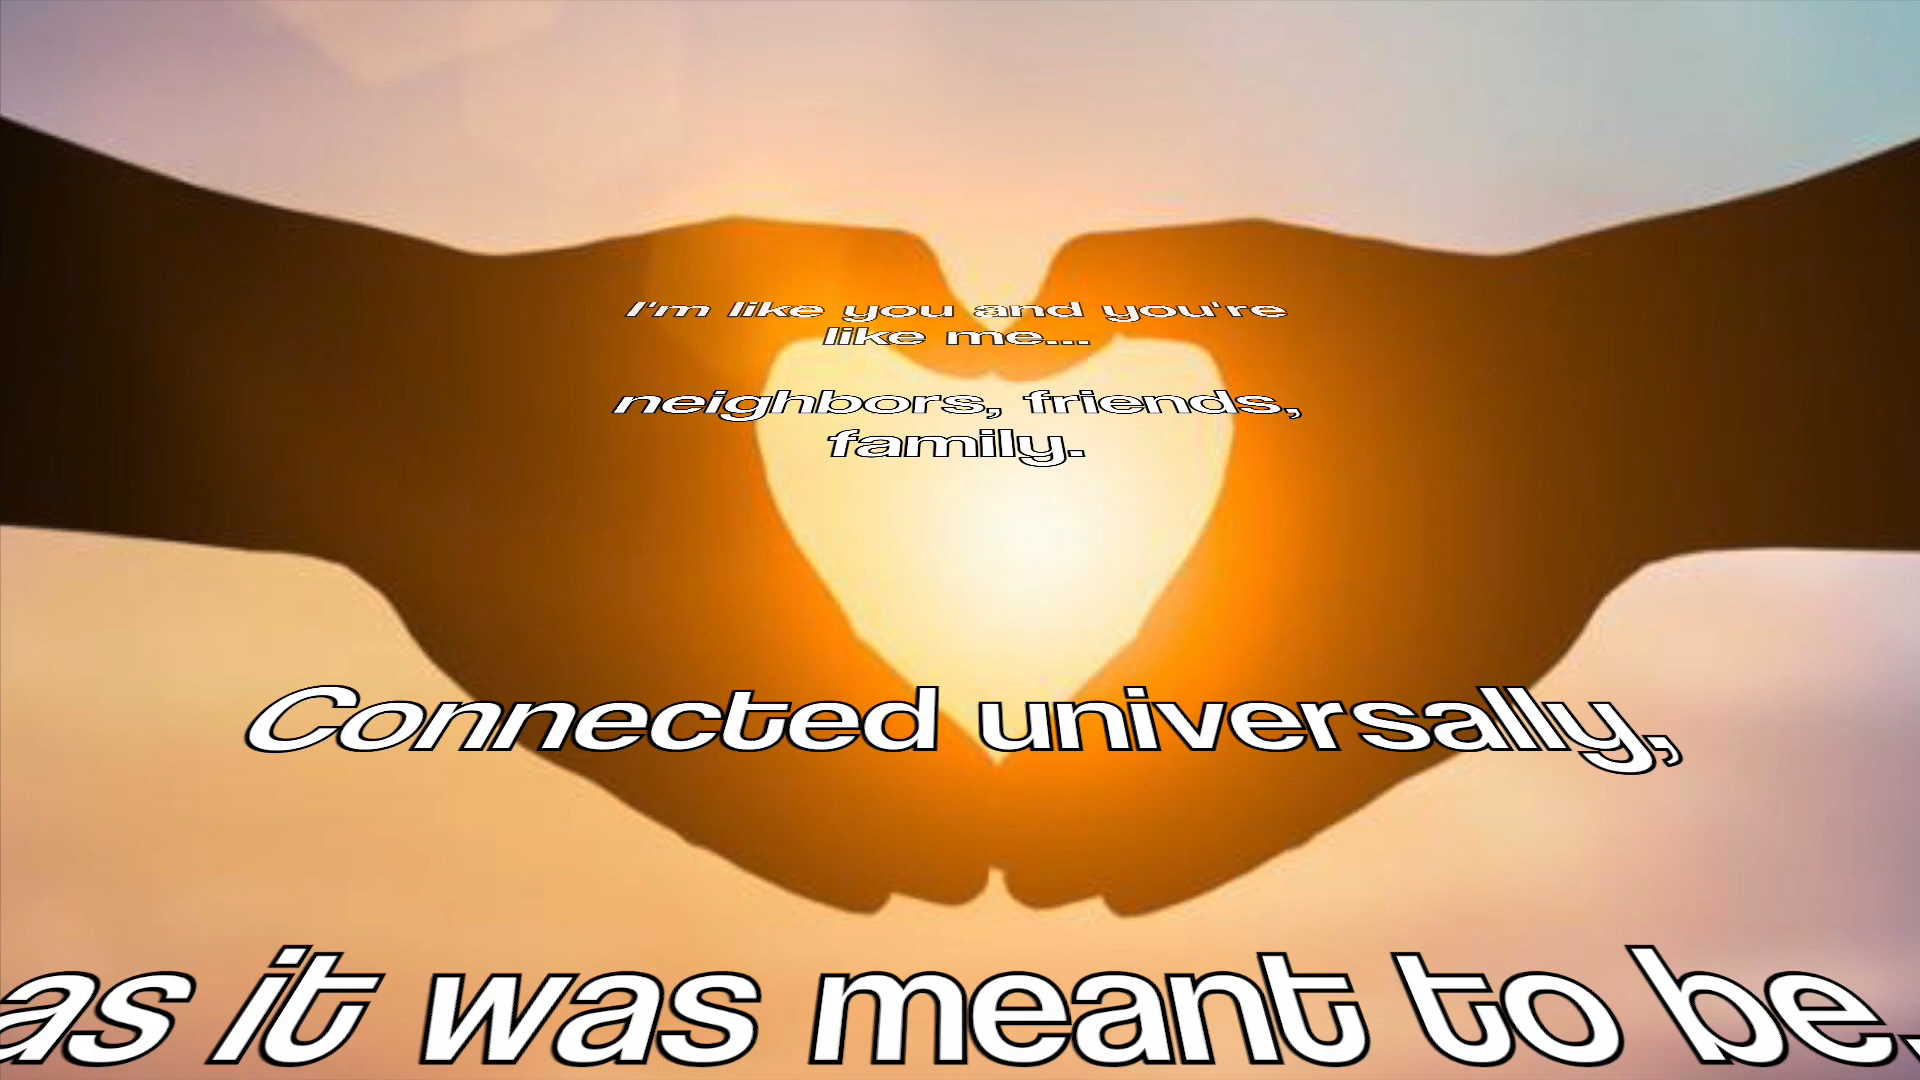 I'm like you and you're
like me...
neighbors, friends,
family.
Connected universally,
as it was meant to be.